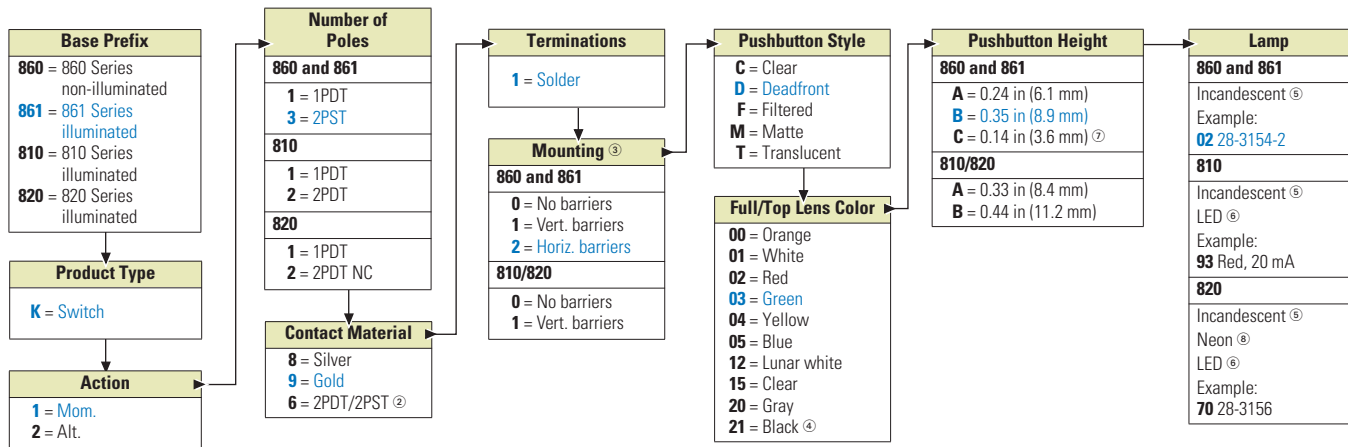 Base Prefix
860 = 860 Series
non-illuminated
861 = 861 Series
illuminated
810 = 810 Series
illuminated
820 = 820 Series
illuminated
Product Type
K = Switch
Action
1 = Mom.
2 = Alt.
Number of
Poles
860 and 861
1 = 1PDT
3 = 2PST
810
1 = 1PDT
2 = 2PDT
820
1 = 1PDT
2 = 2PDT NC
Contact Material
8 = Silver
9 = Gold
6 = 2PDT/2PST ②
Terminations
1 = Solder
Mounting ③
860 and 861
0 = No barriers
1 = Vert. barriers
2 = Horiz. barriers
810/820
0 = No barriers
1 = Vert. barriers
Pushbutton Style
C = Clear
D = Deadfront
F = Filtered
M = Matte
T = Translucent
Full/Top Lens Color
00 = Orange
01 = White
02 = Red
03 = Green
04 = Yellow
05 = Blue
12 = Lunar white
15 = Clear
20 = Gray
21 = Black ④
Pushbutton Height
860 and 861
A = 0.24 in (6.1 mm)
B = 0.35 in (8.9 mm)
C = 0.14 in (3.6 mm) ⑦
810/820
A = 0.33 in (8.4 mm)
B = 0.44 in (11.2 mm)
Lamp
860 and 861
Incandescent ⑤
Example:
02 28-3154-2
810
Incandescent ⑤
LED ⑥
Example:
93 Red, 20 mA
820
Incandescent ⑤
Neon ⑧
LED ⑥
Example:
70 28-3156